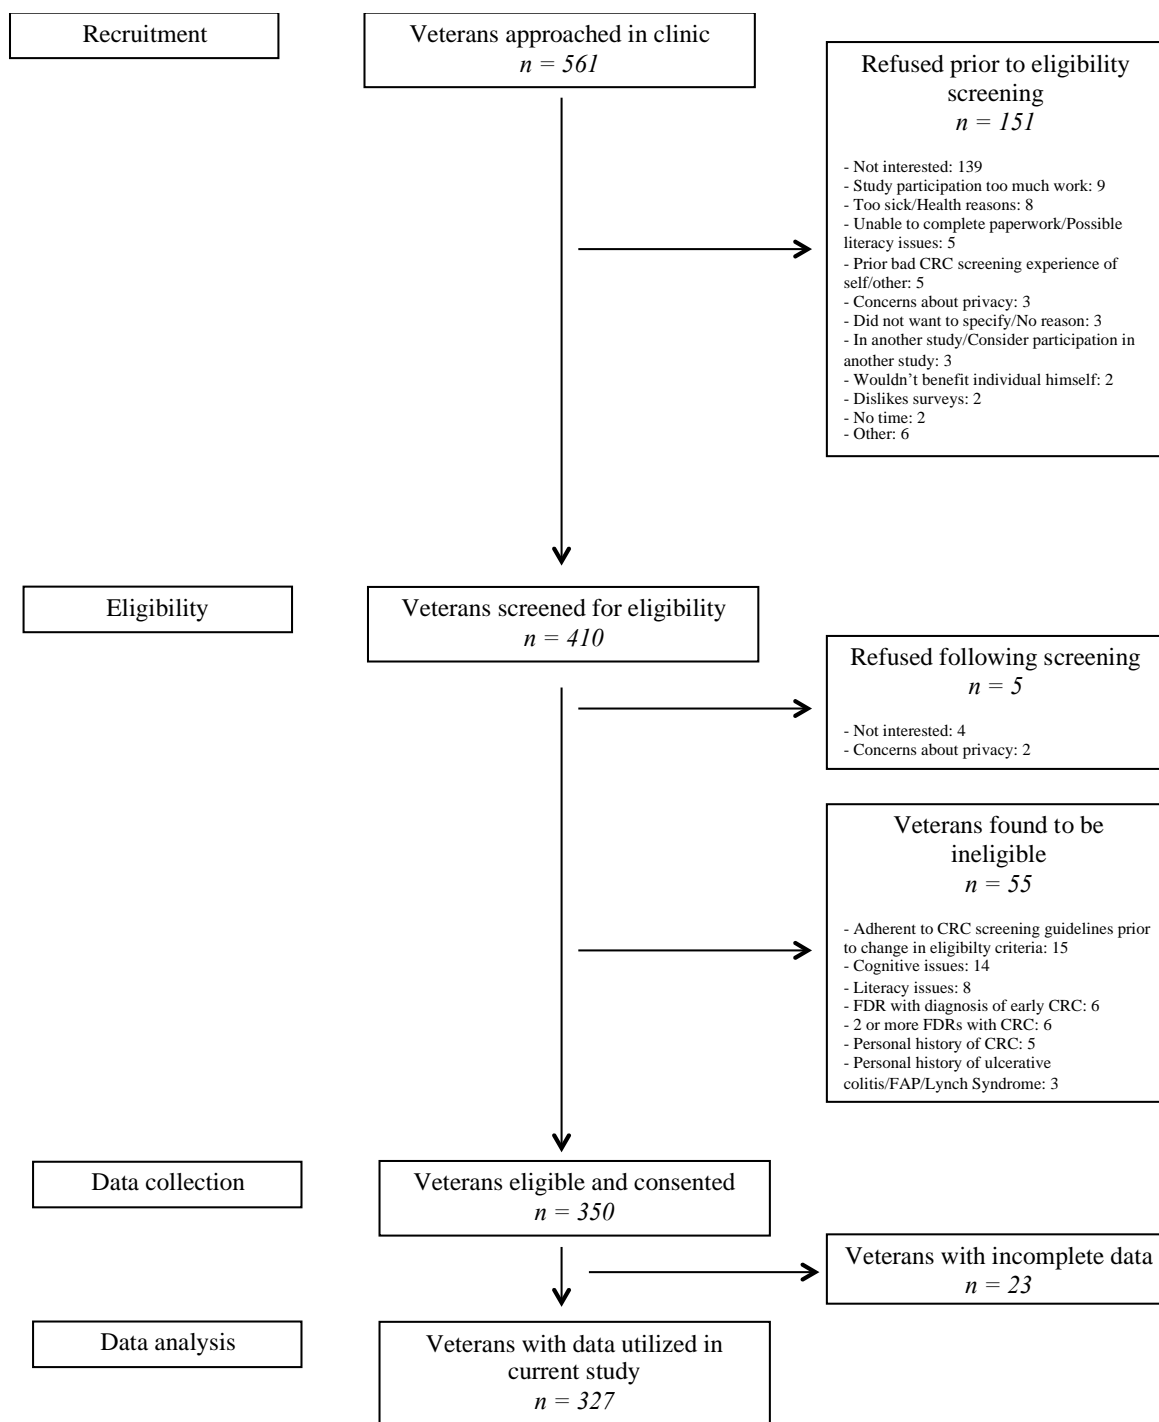 Recruitment
Veterans approached in clinic
n = 561
Refused prior to eligibility
screening
n = 151
- Not interested: 139
- Study participation too much work: 9
- Too sick/Health reasons: 8
- Unable to complete paperwork/Possible
literacy issues: 5
- Prior bad CRC screening experience of
self/other: 5
- Concerns about privacy: 3
- Did not want to specify/No reason: 3
- In another study/Consider participation in
another study: 3
- Wouldn’t benefit individual himself: 2
- Dislikes surveys: 2
- No time: 2
- Other: 6
Eligibility
Veterans screened for eligibility
n = 410
Refused following screening
n = 5
- Not interested: 4
- Concerns about privacy: 2
Veterans found to be
ineligible
n = 55
- Adherent to CRC screening guidelines prior
to change in eligibilty criteria: 15
- Cognitive issues: 14
- Literacy issues: 8
- FDR with diagnosis of early CRC: 6
- 2 or more FDRs with CRC: 6
- Personal history of CRC: 5
- Personal history of ulcerative
colitis/FAP/Lynch Syndrome: 3
Data collection
Veterans eligible and consented
n = 350
Veterans with incomplete data
n = 23
Data analysis
Veterans with data utilized in
current study
n = 327